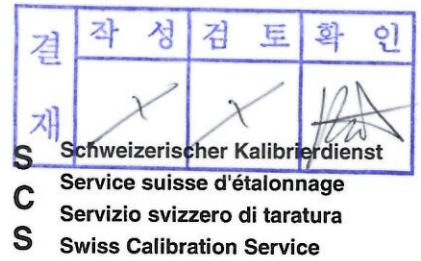 결재 작성 검토 확인
S Schweizerischer Kalibrierdienst
C Service suisse d'étalonnage
Servizio svizzero di taratura
S Swiss Calibration Service